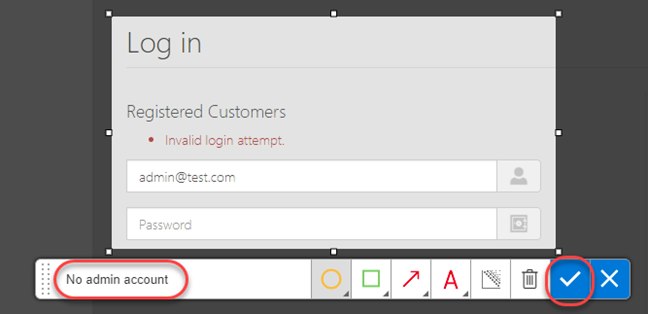 Log in
Registered Customers
Invalid login attempt.
admin@test.com
Password
No admin account
A